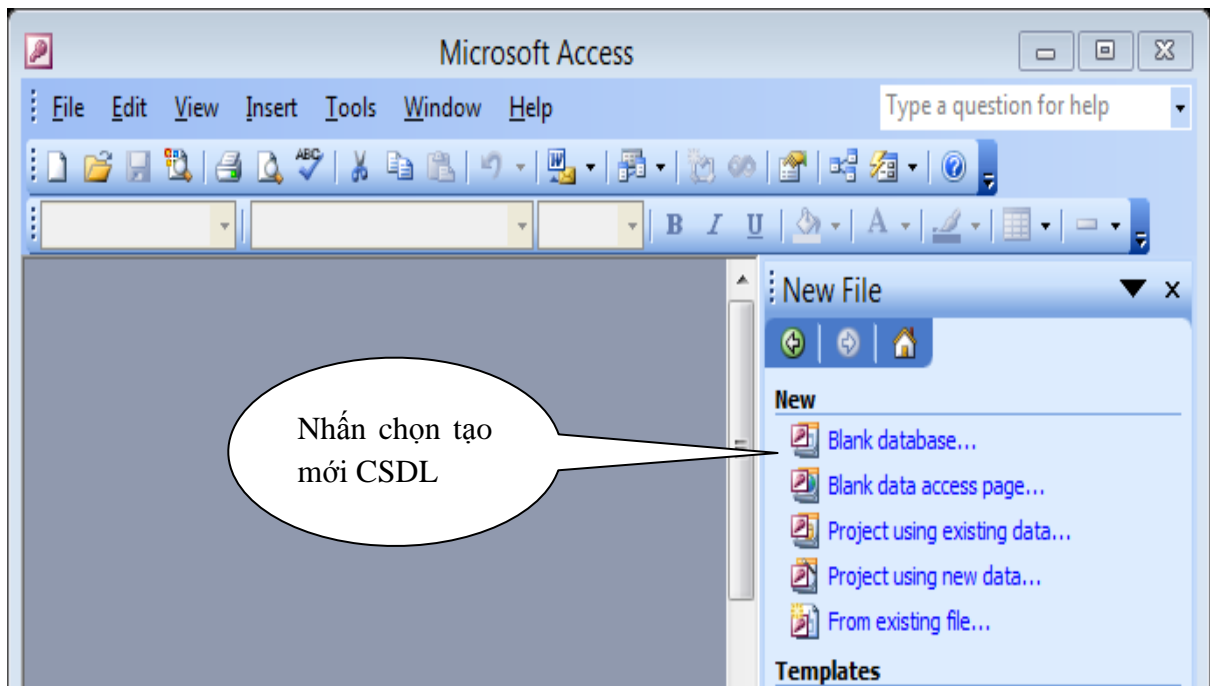 Microsoft Access
File Edit View Insert Tools Window Help
Type a question for help
ABC
W
B I U A
New File
New
Blank database...
Nhấn chọn tạo
mới CSDL
Blank data access page...
Project using existing data...
Project using new data...
From existing file...
Templates